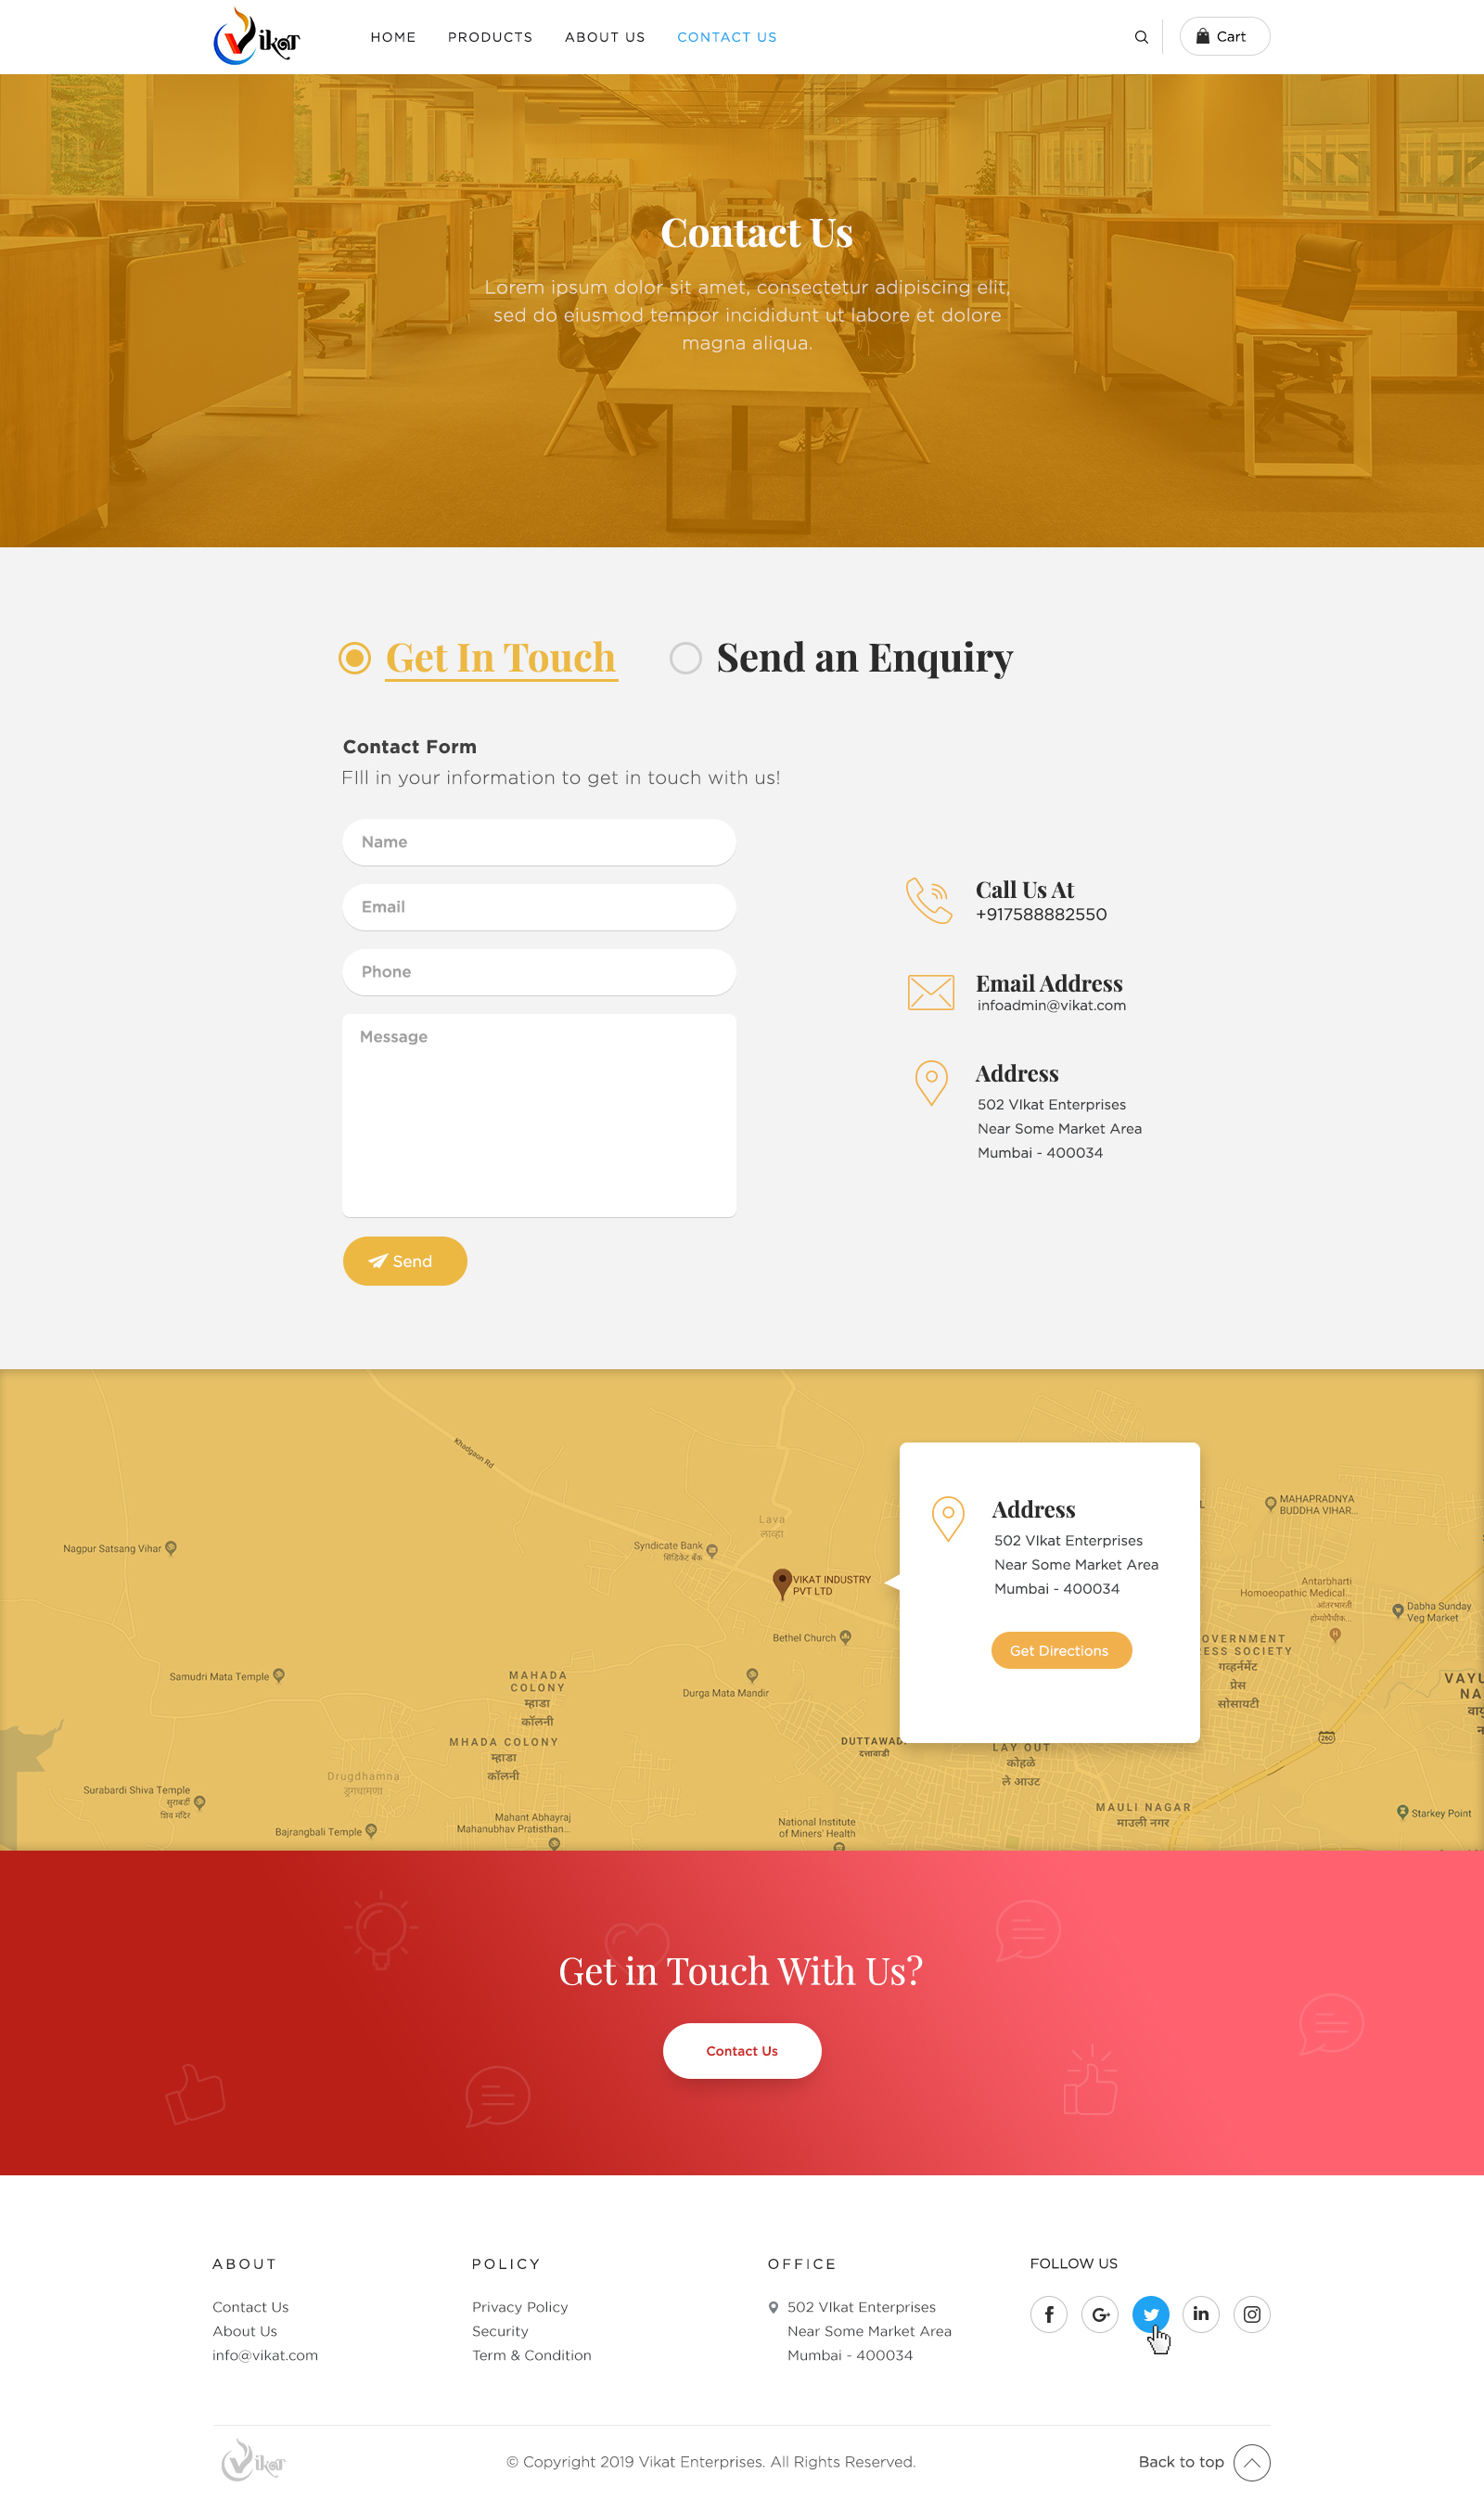 Vikat
HOME PRODUCTS ABOUT US CONTACT US
Cart
Contact Us
Lorem ipsum dolor sit amet, consectetur adipiscing elit,
sed do eiusmod tempor incididunt ut labore et dolore
magna aliqua.
Get In Touch
Send an Enquiry
Contact Form
FIll in your information to get in touch with us!
Name
Email
Phone
Message
Send
Call Us At
+917588882550
Email Address
infoadmin@vikat.com
Address
502 VIkat Enterprises
Near Some Market Area
Mumbai - 400034
Khadgaon Rd
Lava
लाव्हा
Nagpur Satsang Vihar
Syndicate Bank
सिंडिकेट बँक
VIKAT INDUSTRY
PVT LTD
Bethel Church
Samudri Mata Temple
MAHADA
COLONY
म्हाडा
कॉलनी
Durga Mata Mandir
MHADA COLONY
म्हाडा
कॉलनी
Drugdhamna
ड्रगधामणा
Surabardi Shiva Temple
सुराबर्डी
शिव मंदिर
Bajrangbali Temple
Mahant Abhayraj
Mahanubhav Pratisthan...
National Institute
of Miners' Health
DUTTAWAD
दत्तावाडी
Address
502 VIkat Enterprises
Near Some Market Area
Mumbai - 400034
Get Directions
L
MAHAPRADNYA
BUDDHA VIHAR...
Antarbharti
Homoeopathic Medical...
आंतरभारती
होम्योपैथीक...
Dabha Sunday
Veg Market
OVERNMENT
ESS SOCIETY
गव्हर्नमेंट
प्रेस
सोसायटी
VAYU
NA
वायु
न
260
LAY OUT
कोहळे
ले आउट
MAULI NAGAR
माउली नगर
Starkey Point
Get in Touch With Us?
Contact Us
ABOUT
Contact Us
About Us
info@vikat.com
POLICY
Privacy Policy
Security
Term & Condition
OFFICE
502 VIkat Enterprises
Near Some Market Area
Mumbai - 400034
FOLLOW US
f G+ in
Vikat
© Copyright 2019 Vikat Enterprises. All Rights Reserved.
Back to top